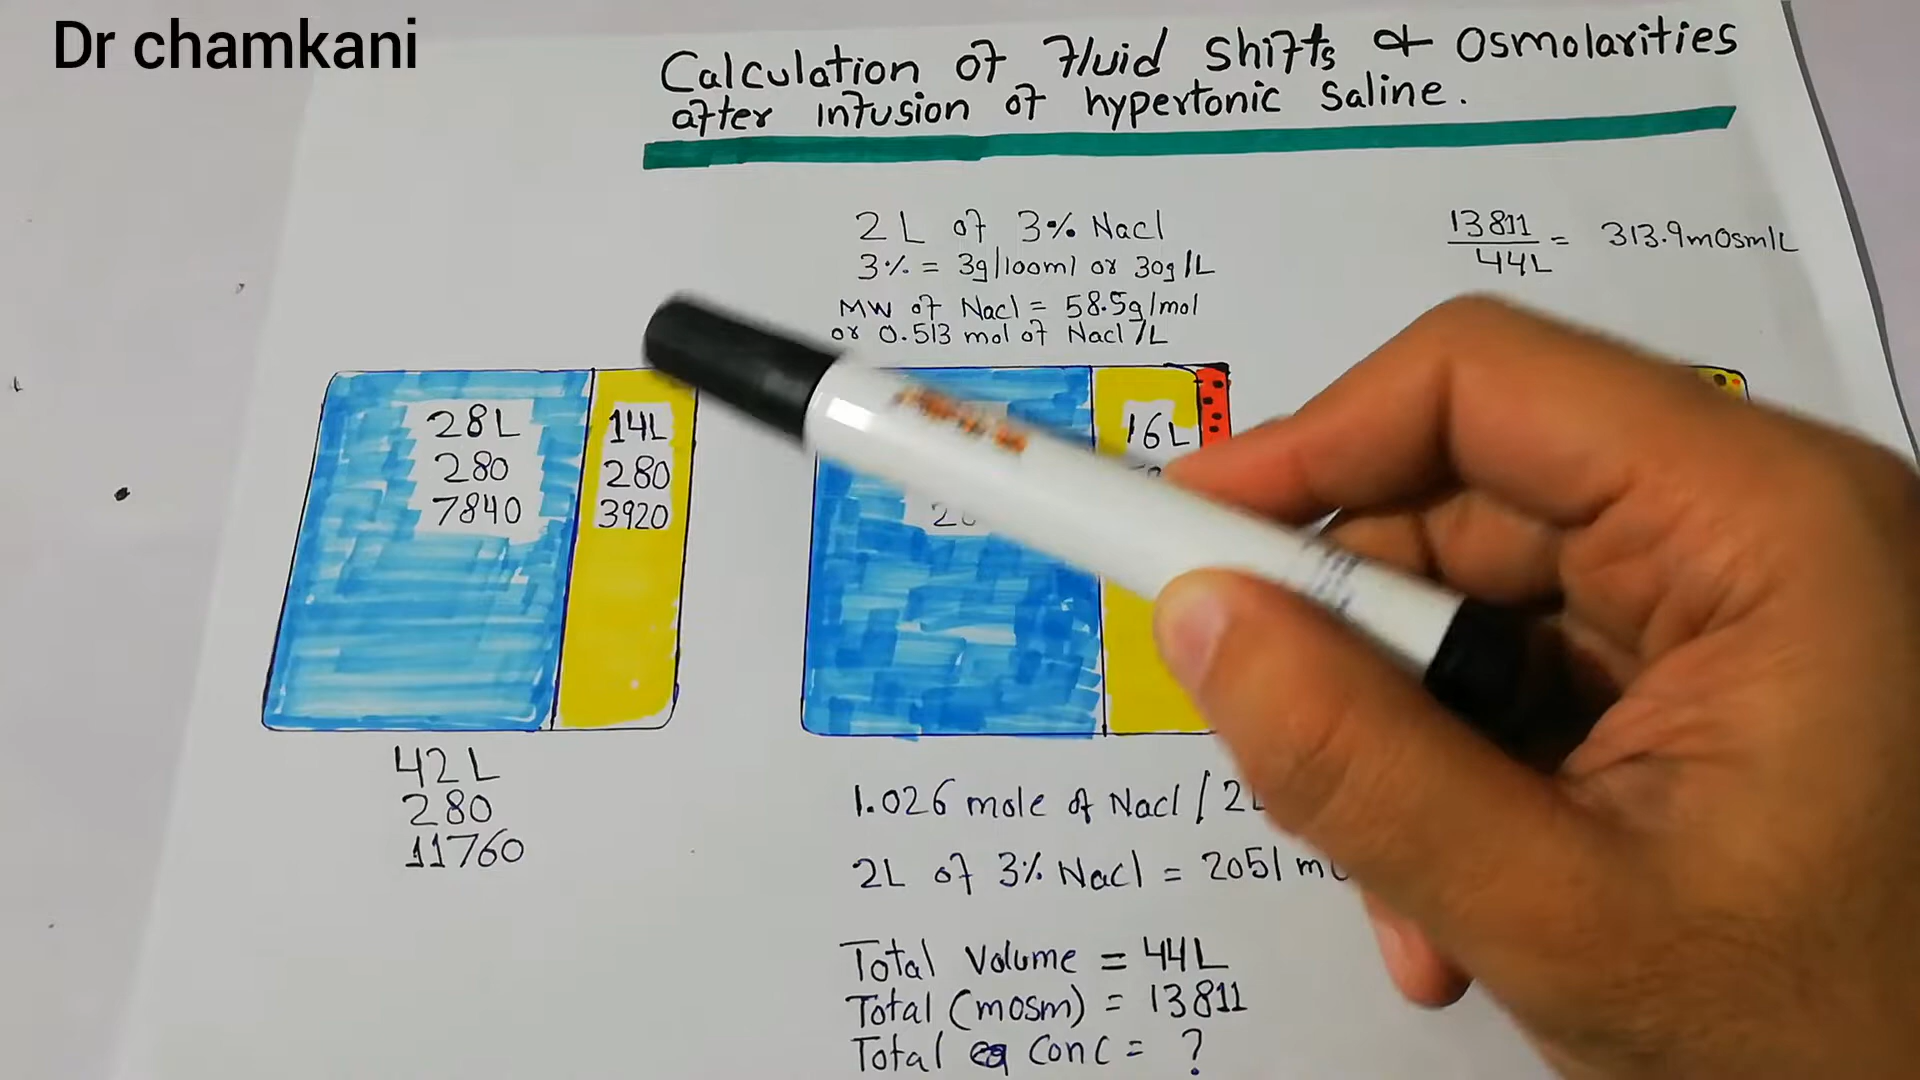 Dr chamkani
Calculation of Fluid Shifts & Osmolarities
after infusion of hypertonic saline.
2 L of 3% Nacl
3% = 3g/100ml or 30g/L
MW of Nacl = 58.5g/mol
or 0.513 mol of Nacl/L
13811
44L
= 313.9mOsm/L
28L
280
7840
14L
280
3920
42L
280
11760
16L
1.026 mole of Nacl / 2L
2L of 3% Nacl = 2051
Total Volume = 44L
Total (mosm) = 13811
Total Conc = ?